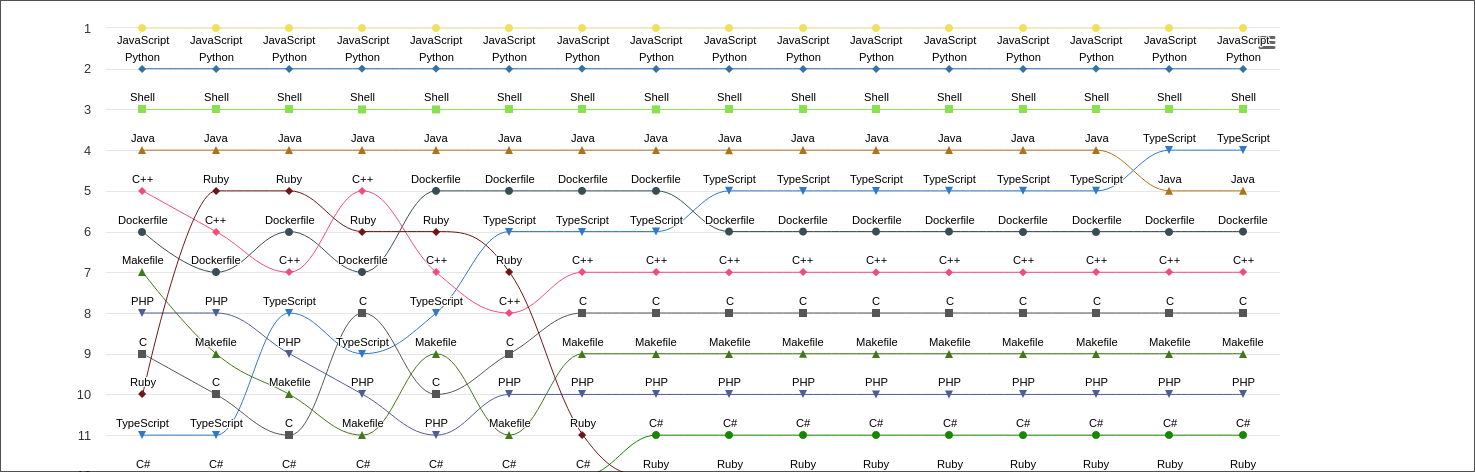 1
JavaScript JavaScript JavaScript JavaScript JavaScript JavaScript JavaScript JavaScript JavaScript JavaScript JavaScript JavaScript JavaScript JavaScript JavaScript JavaScript
Python Python Python Python Python Python Python Python Python Python Python Python Python Python Python Python
2
Shell Shell Shell Shell Shell Shell Shell Shell Shell Shell Shell Shell Shell Shell Shell Shell
3
Java Java Java Java Java Java Java Java Java Java Java Java Java Java TypeScript TypeScript
4
C++ Ruby Ruby C++ Dockerfile Dockerfile Dockerfile Dockerfile TypeScript TypeScript TypeScript TypeScript TypeScript TypeScript Java Java
5
Dockerfile C++ Dockerfile Ruby Ruby TypeScript TypeScript TypeScript Dockerfile Dockerfile Dockerfile Dockerfile Dockerfile Dockerfile Dockerfile Dockerfile
6
Makefile Dockerfile C++ Dockerfile C++ Ruby C++ C++ C++ C++ C++ C++ C++ C++ C++ C++
7
PHP PHP TypeScript C TypeScript C++ C C C C C C C C C C
8
C Makefile PHP TypeScript Makefile C Makefile Makefile Makefile Makefile Makefile Makefile Makefile Makefile Makefile Makefile
9
Ruby C Makefile PHP C PHP PHP PHP PHP PHP PHP PHP PHP PHP PHP PHP
10
TypeScript TypeScript C Makefile PHP Makefile Ruby C# C# C# C# C# C# C# C# C#
11
C# C# C# C# C# C# C# Ruby Ruby Ruby Ruby Ruby Ruby Ruby Ruby Ruby